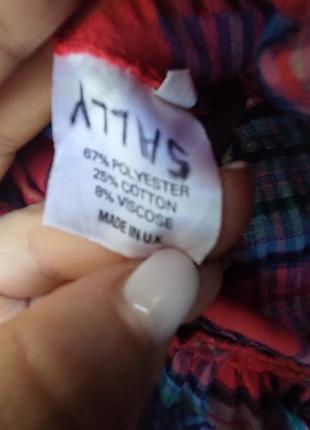 SALLY
67% POLYESTER
25% COTTON
8% VISCOSE
MADE IN U.K.